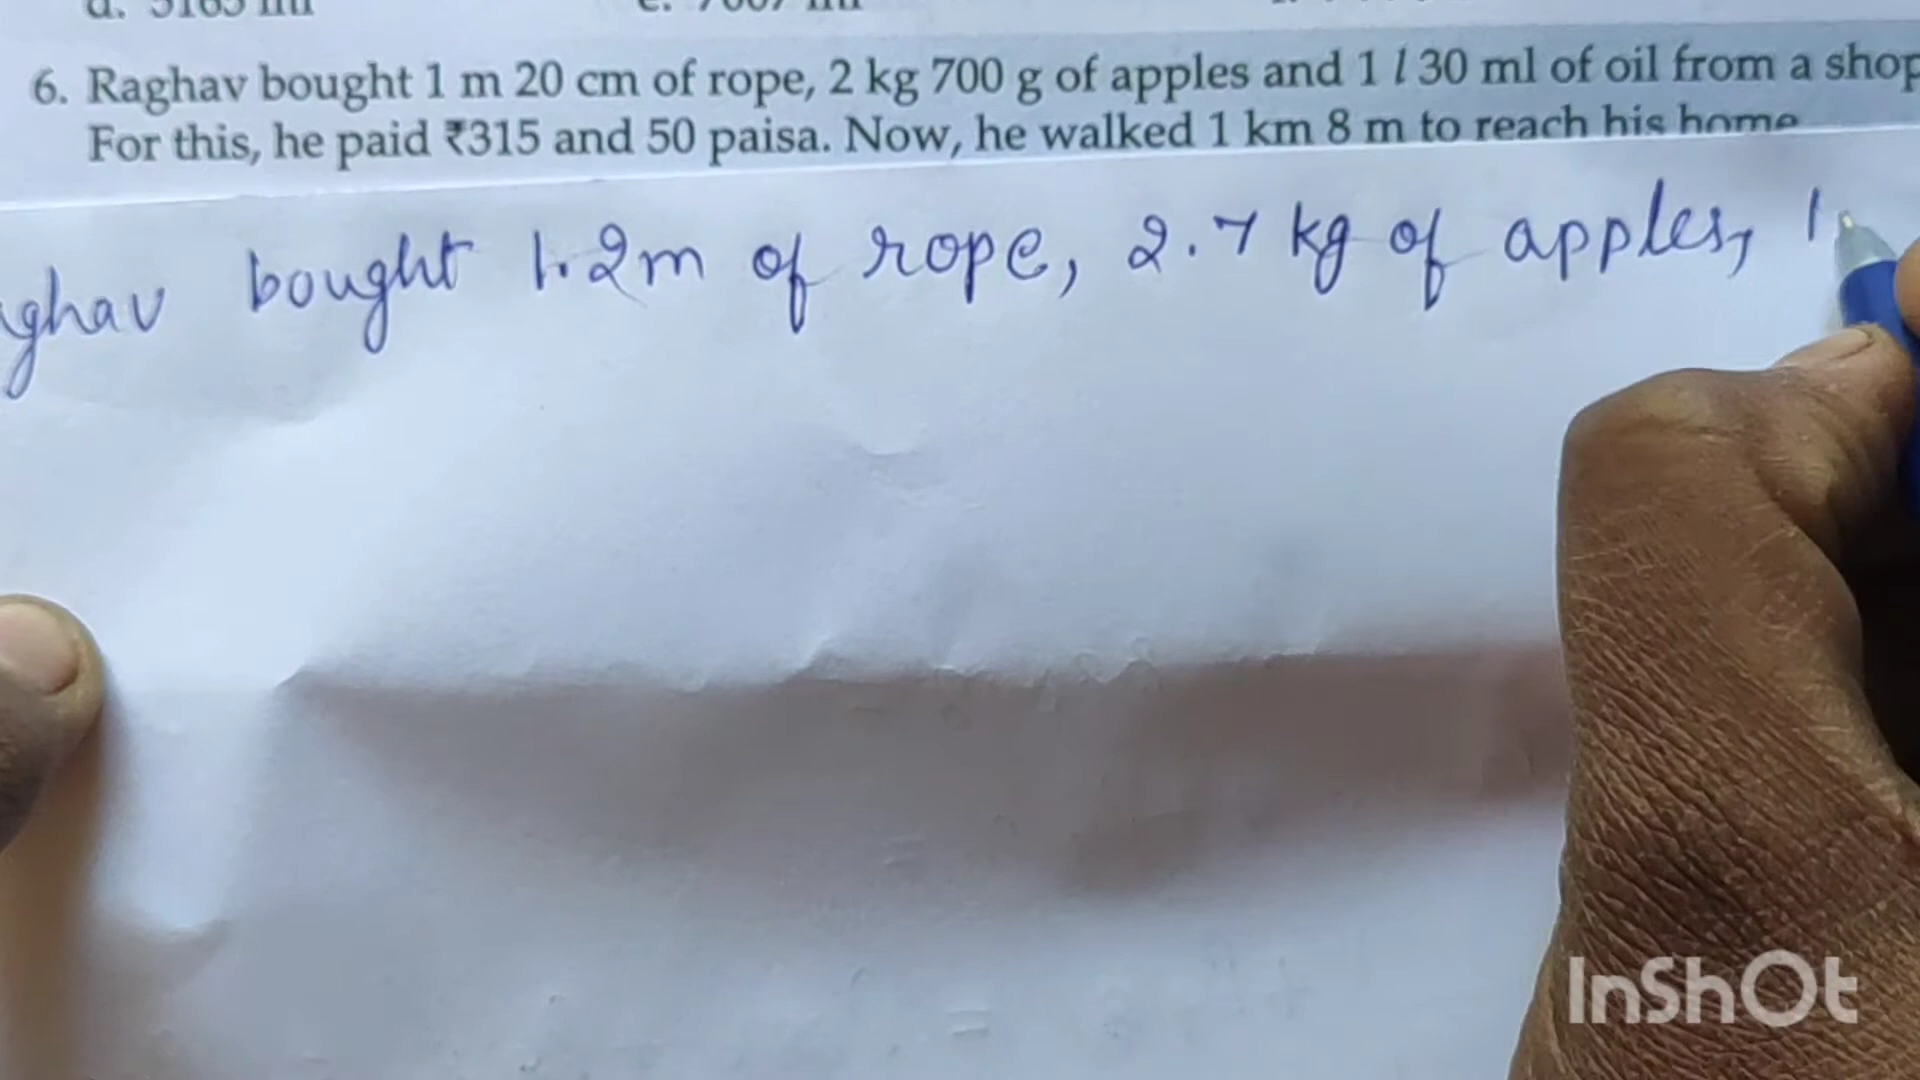 6. Raghav bought 1 m 20 cm of rope, 2 kg 700 g of apples and 1 l 30 ml of oil from a shop
For this, he paid ₹315 and 50 paisa. Now, he walked 1 km 8 m to reach his home
ghav bought 1.2m of rope, 2.7 kg of apples, 1
InShOt